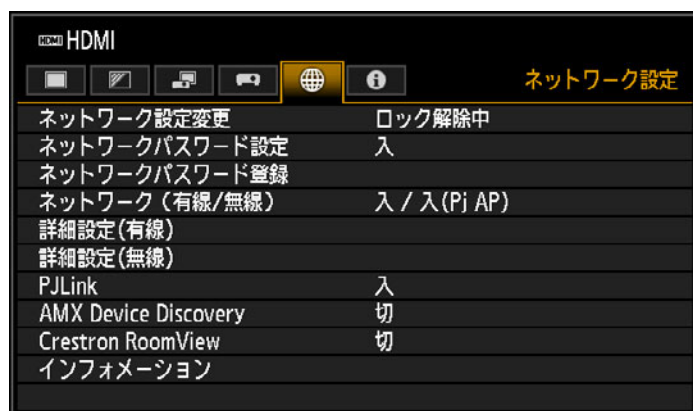 HDMI HDMI
ネットワーク設定
ネットワーク設定変更 ロック解除中
ネットワークパスワード設定 入
ネットワークパスワード登録
ネットワーク（有線/無線） 入 / 入(Pj AP)
詳細設定(有線)
詳細設定(無線)
PJLink 入
AMX Device Discovery 切
Crestron RoomView 切
インフォメーション